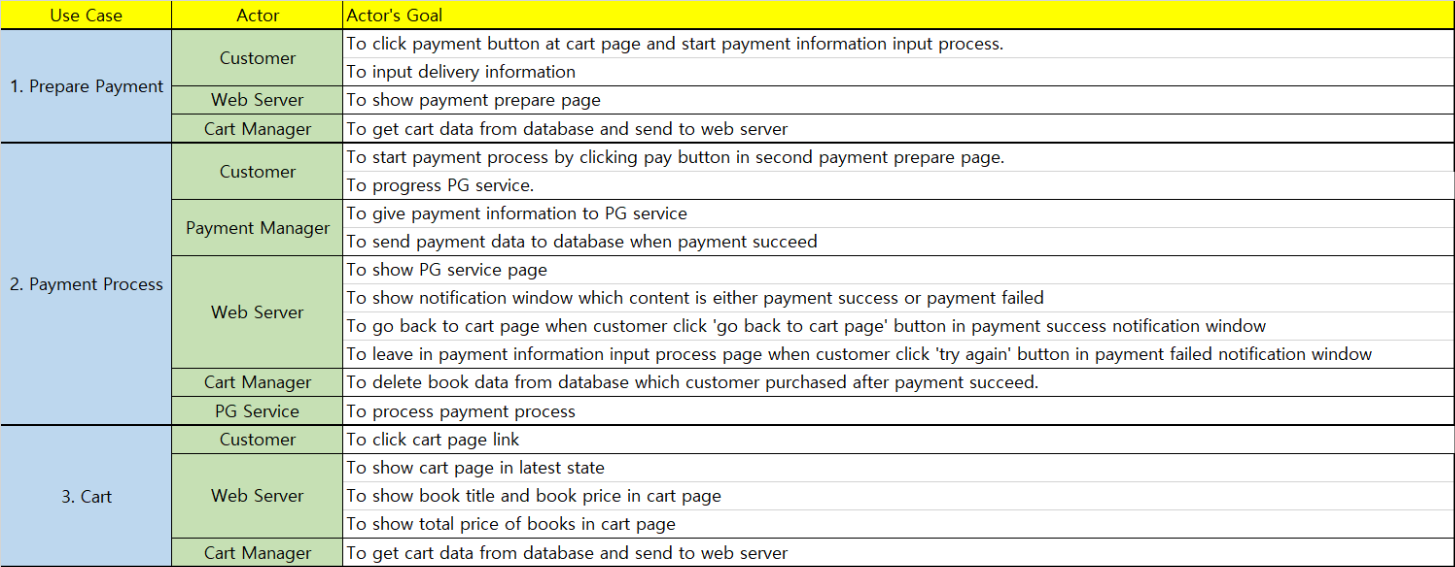 Use Case Actor Actor's Goal
1. Prepare Payment
Customer
To click payment button at cart page and start payment information input process.
To input delivery information
Web Server To show payment prepare page
Cart Manager To get cart data from database and send to web server
2. Payment Process
Customer
To start payment process by clicking pay button in second payment prepare page.
To progress PG service.
Payment Manager
To give payment information to PG service
To send payment data to database when payment succeed
Web Server
To show PG service page
To show notification window which content is either payment success or payment failed
To go back to cart page when customer click 'go back to cart page' button in payment success notification window
To leave in payment information input process page when customer click 'try again' button in payment failed notification window
Cart Manager To delete book data from database which customer purchased after payment succeed.
PG Service To process payment process
3. Cart
Customer To click cart page link
Web Server
To show cart page in latest state
To show book title and book price in cart page
To show total price of books in cart page
Cart Manager To get cart data from database and send to web server